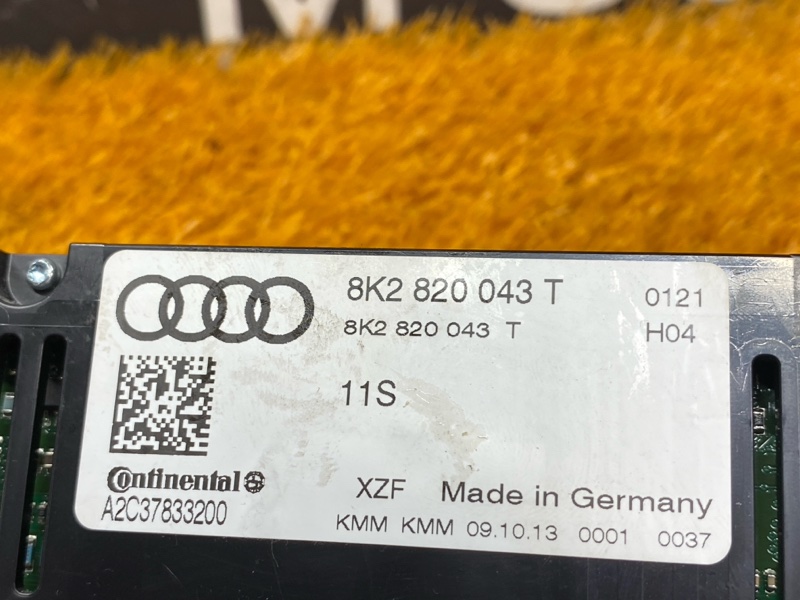 8K2 820 043 T 0121
8K2 820 043 T H04
11S
Continental
A2C37833200
XZF Made in Germany
KMM KMM 09.10.13 0001 0037